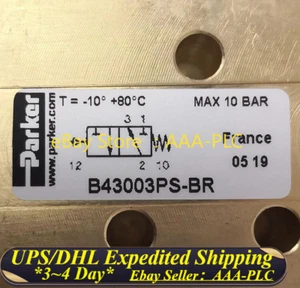 Parker
www.parker.com
T = -10° +80°C
MAX 10 BAR
3 1
12 2 10
France
05 19
eBay Store AAA-PLC
B43003PS-BR
UPS/DHL Expedited Shipping
*3~4 Day* Ebay Seller：AAA-PLC